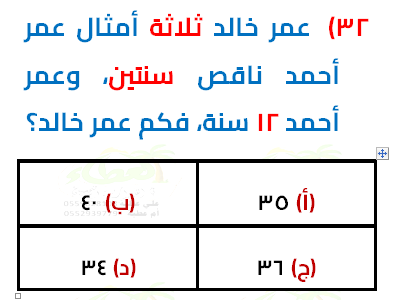 ٣٢) عمر خالد ثلاثة أمثال عمر
أحمد ناقص سنتين، وعمر
أحمد ١٢ سنة، فكم عمر خالد؟
(أ) ٣٥ (ب) ٤٠
(ج) ٣٦ (د) ٣٤